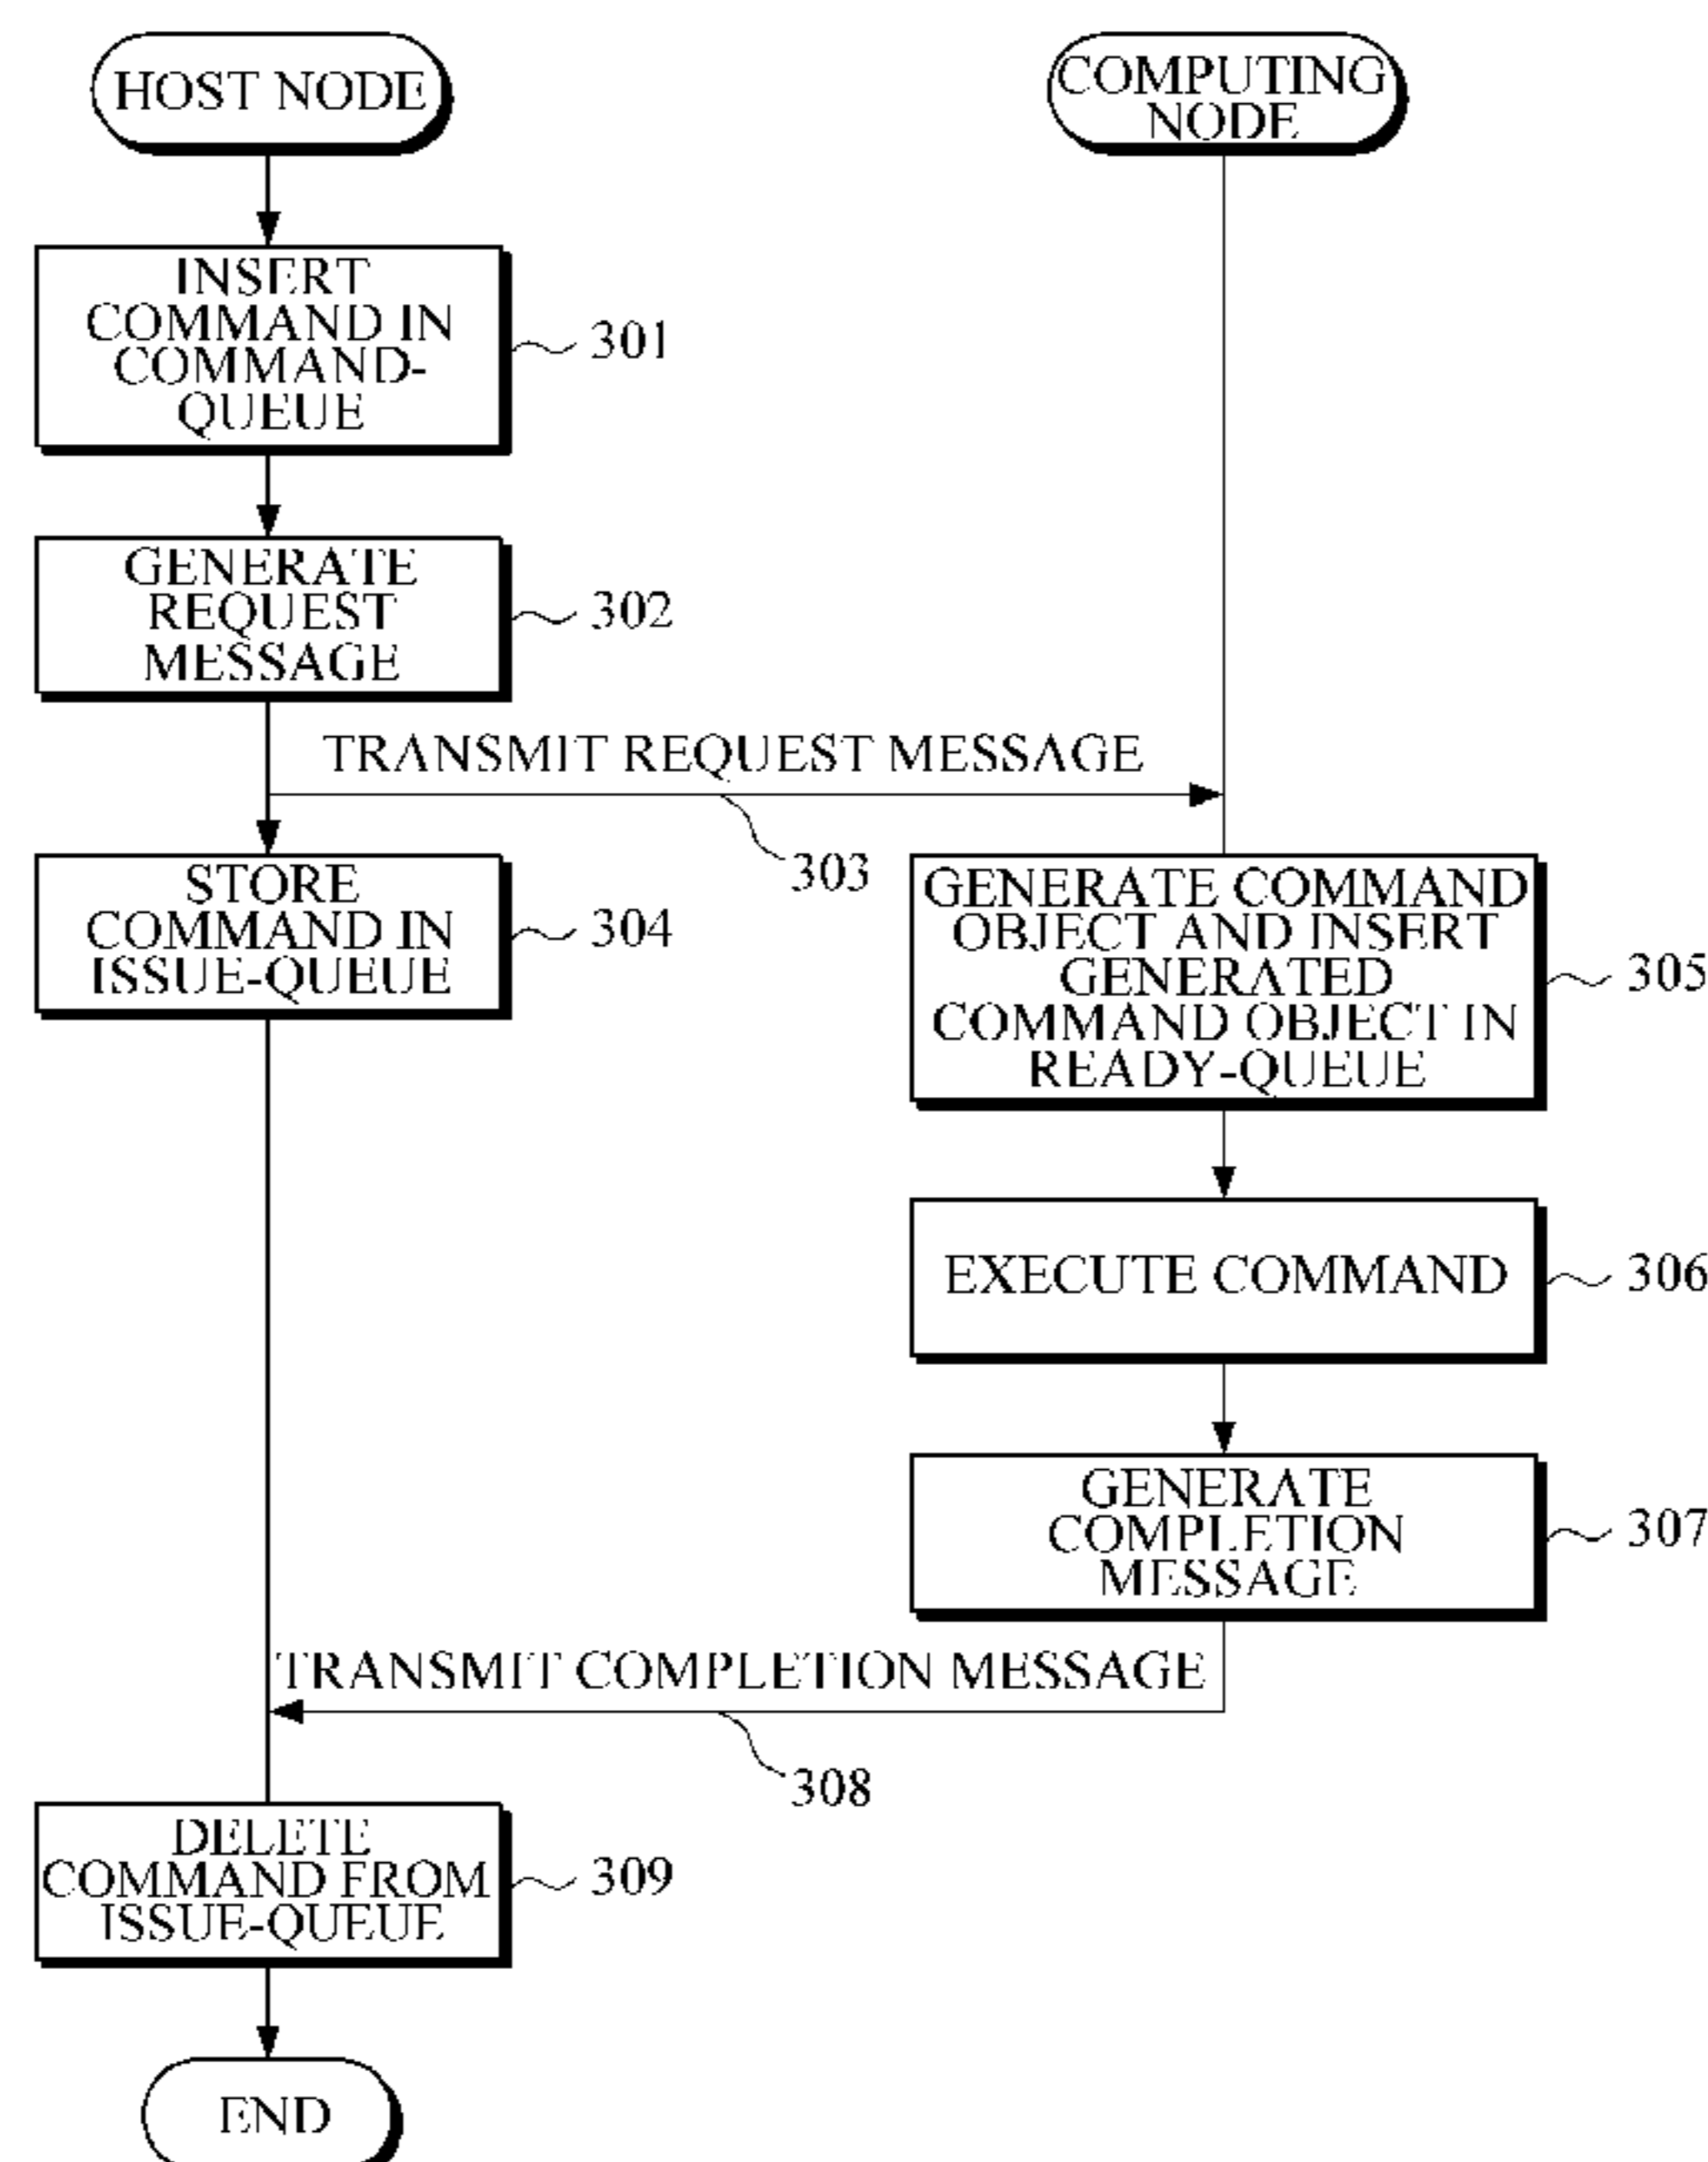 HOST NODE
COMPUTING
NODE
INSERT
COMMAND IN
COMMAND-
QUEUE
301
GENERATE
REQUEST
MESSAGE
302
TRANSMIT REQUEST MESSAGE
303
STORE
COMMAND IN
ISSUE-QUEUE
304
GENERATE COMMAND
OBJECT AND INSERT
GENERATED
COMMAND OBJECT IN
READY-QUEUE
305
EXECUTE COMMAND
306
GENERATE
COMPLETION
MESSAGE
307
TRANSMIT COMPLETION MESSAGE
308
DELETE
COMMAND FROM
ISSUE-QUEUE
309
END